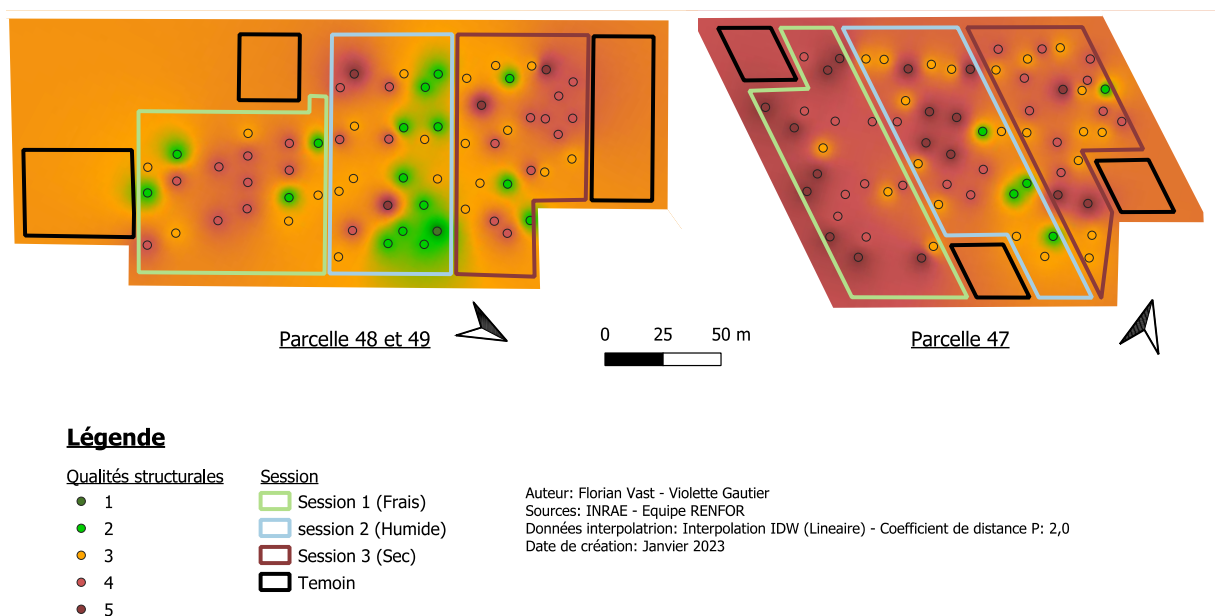 Parcelle 48 et 49
0 25 50 m
Parcelle 47
Légende
Qualités structurales
1
2
3
4
5
Session
Session 1 (Frais)
session 2 (Humide)
Session 3 (Sec)
Temoin
Auteur: Florian Vast - Violette Gautier
Sources: INRAE - Equipe RENFOR
Données interpolatrion: Interpolation IDW (Lineaire) - Coefficient de distance P: 2,0
Date de création: Janvier 2023